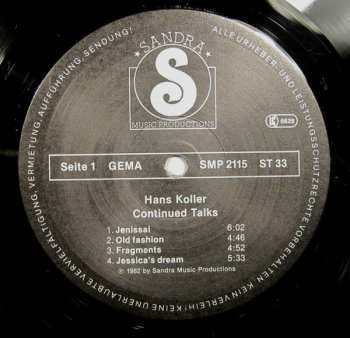 SANDRA
S
MUSIC PRODUCTIONS
LC 6629
Seite 1 GEMA SMP 2115 ST 33
Hans Koller
Continued Talks
1. Jenissai 6:02
2. Old fashion 4:46
3. Fragments 4:52
4. Jessica's dream 5:33
℗ 1982 by Sandra Music Productions
ALLE URHEBER- UND LEISTUNGSSCHUTZRECHTE VORBEHALTEN KEIN VERLEIH! KEINE UNERLAUBTE VERVIELFÄLTIGUNG, VERMIETUNG, AUFFÜHRUNG, SENDUNG!